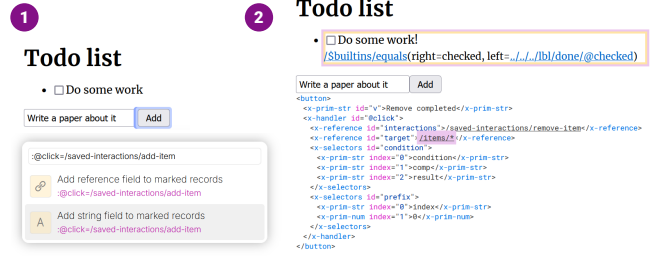 1
Todo list
Do some work
Write a paper about it Add
:@click=/saved-interactions/add-item
Add reference field to marked records
:@click=/saved-interactions/add-item
A
Add string field to marked records
:@click=/saved-interactions/add-item
2
Todo list
Do some work!
/$builtins/equals(right=checked, left=../../../lbl/done/@checked)
Write a paper about it Add
<button>
<x-prim-str id="v">Remove completed</x-prim-str>
<x-handler id="@click">
<x-reference id="interactions">/saved-interactions/remove-item</x-reference>
<x-reference id="target">/items/*</x-reference>
<x-selectors id="condition">
<x-prim-str index="0">condition</x-prim-str>
<x-prim-str index="1">comp</x-prim-str>
<x-prim-str index="2">result</x-prim-str>
</x-selectors>
<x-selectors id="prefix">
<x-prim-str index="0">index</x-prim-str>
<x-prim-num index="1">0</x-prim-num>
</x-selectors>
</x-handler>
</button>